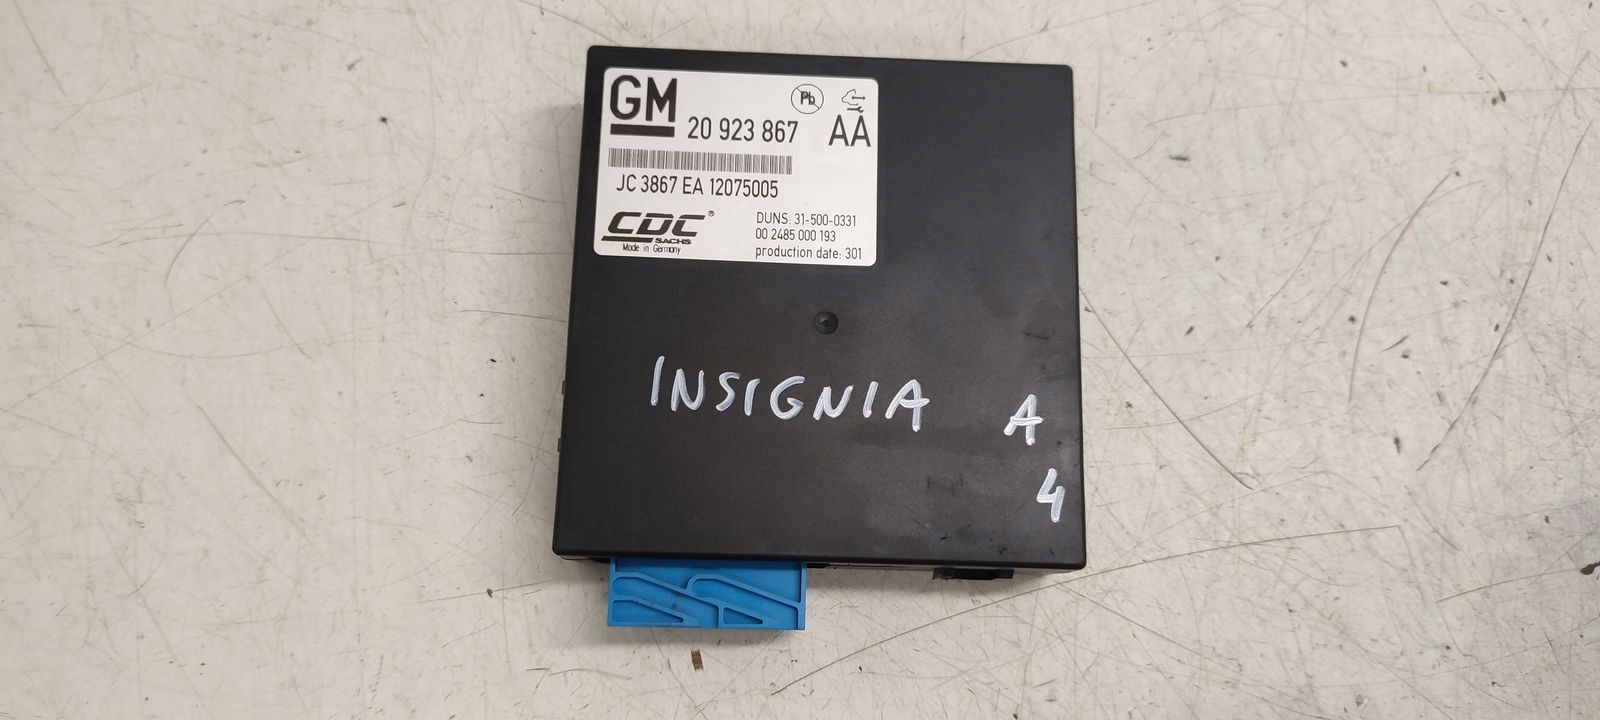 GM
Pb
20 923 867 AA
JC 3867 EA 12075005
CDC®
SACHS
Made in Germany
DUNS: 31-500-0331
00 2485 000 193
production date: 301
INSIGNIA A
4